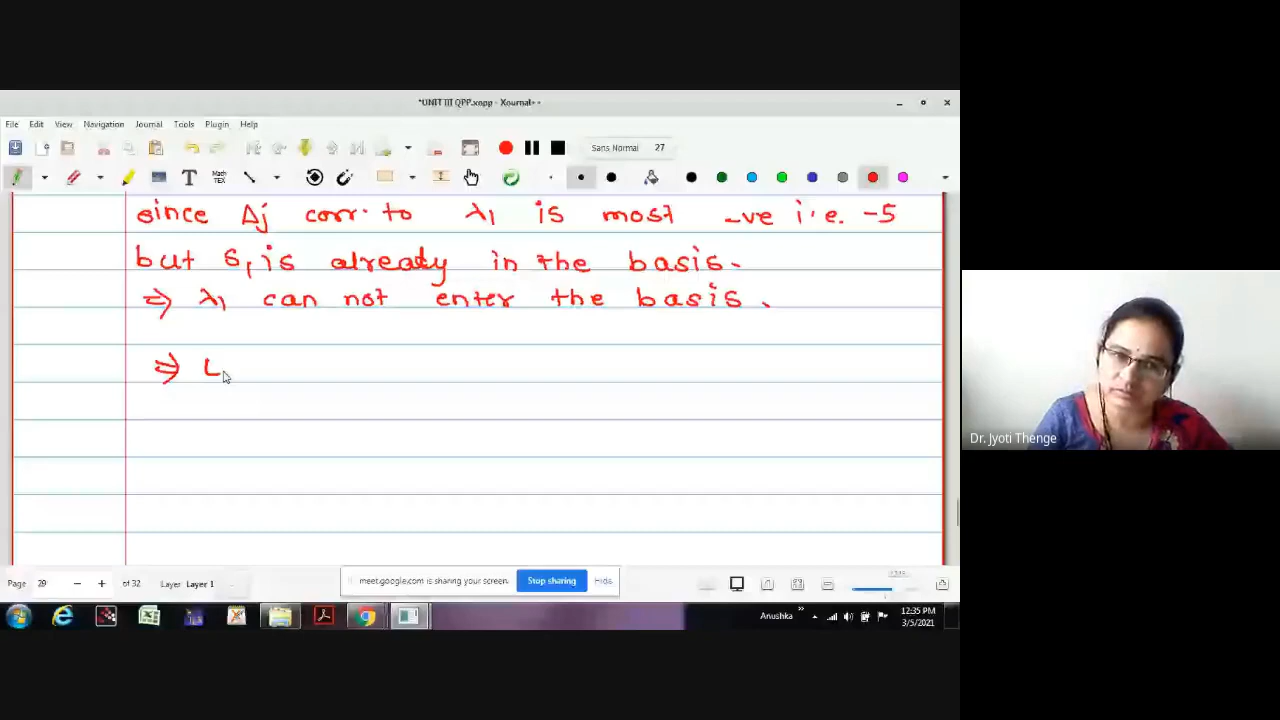 *UNIT III QPP.xopp - Xournal++
File Edit View Navigation Journal Tools Plugin Help
Sans Normal 27
since Δj corr. to λ1 is most -ve i.e. -5
but S1 is already in the basis.
⇒ λ1 can not enter the basis.
⇒ L
Dr. Jyoti Thenge
Page 29 of 32 Layer Layer 1
meet.google.com is sharing your screen. Stop sharing Hide
Anushka 12:35 PM
3/5/2021